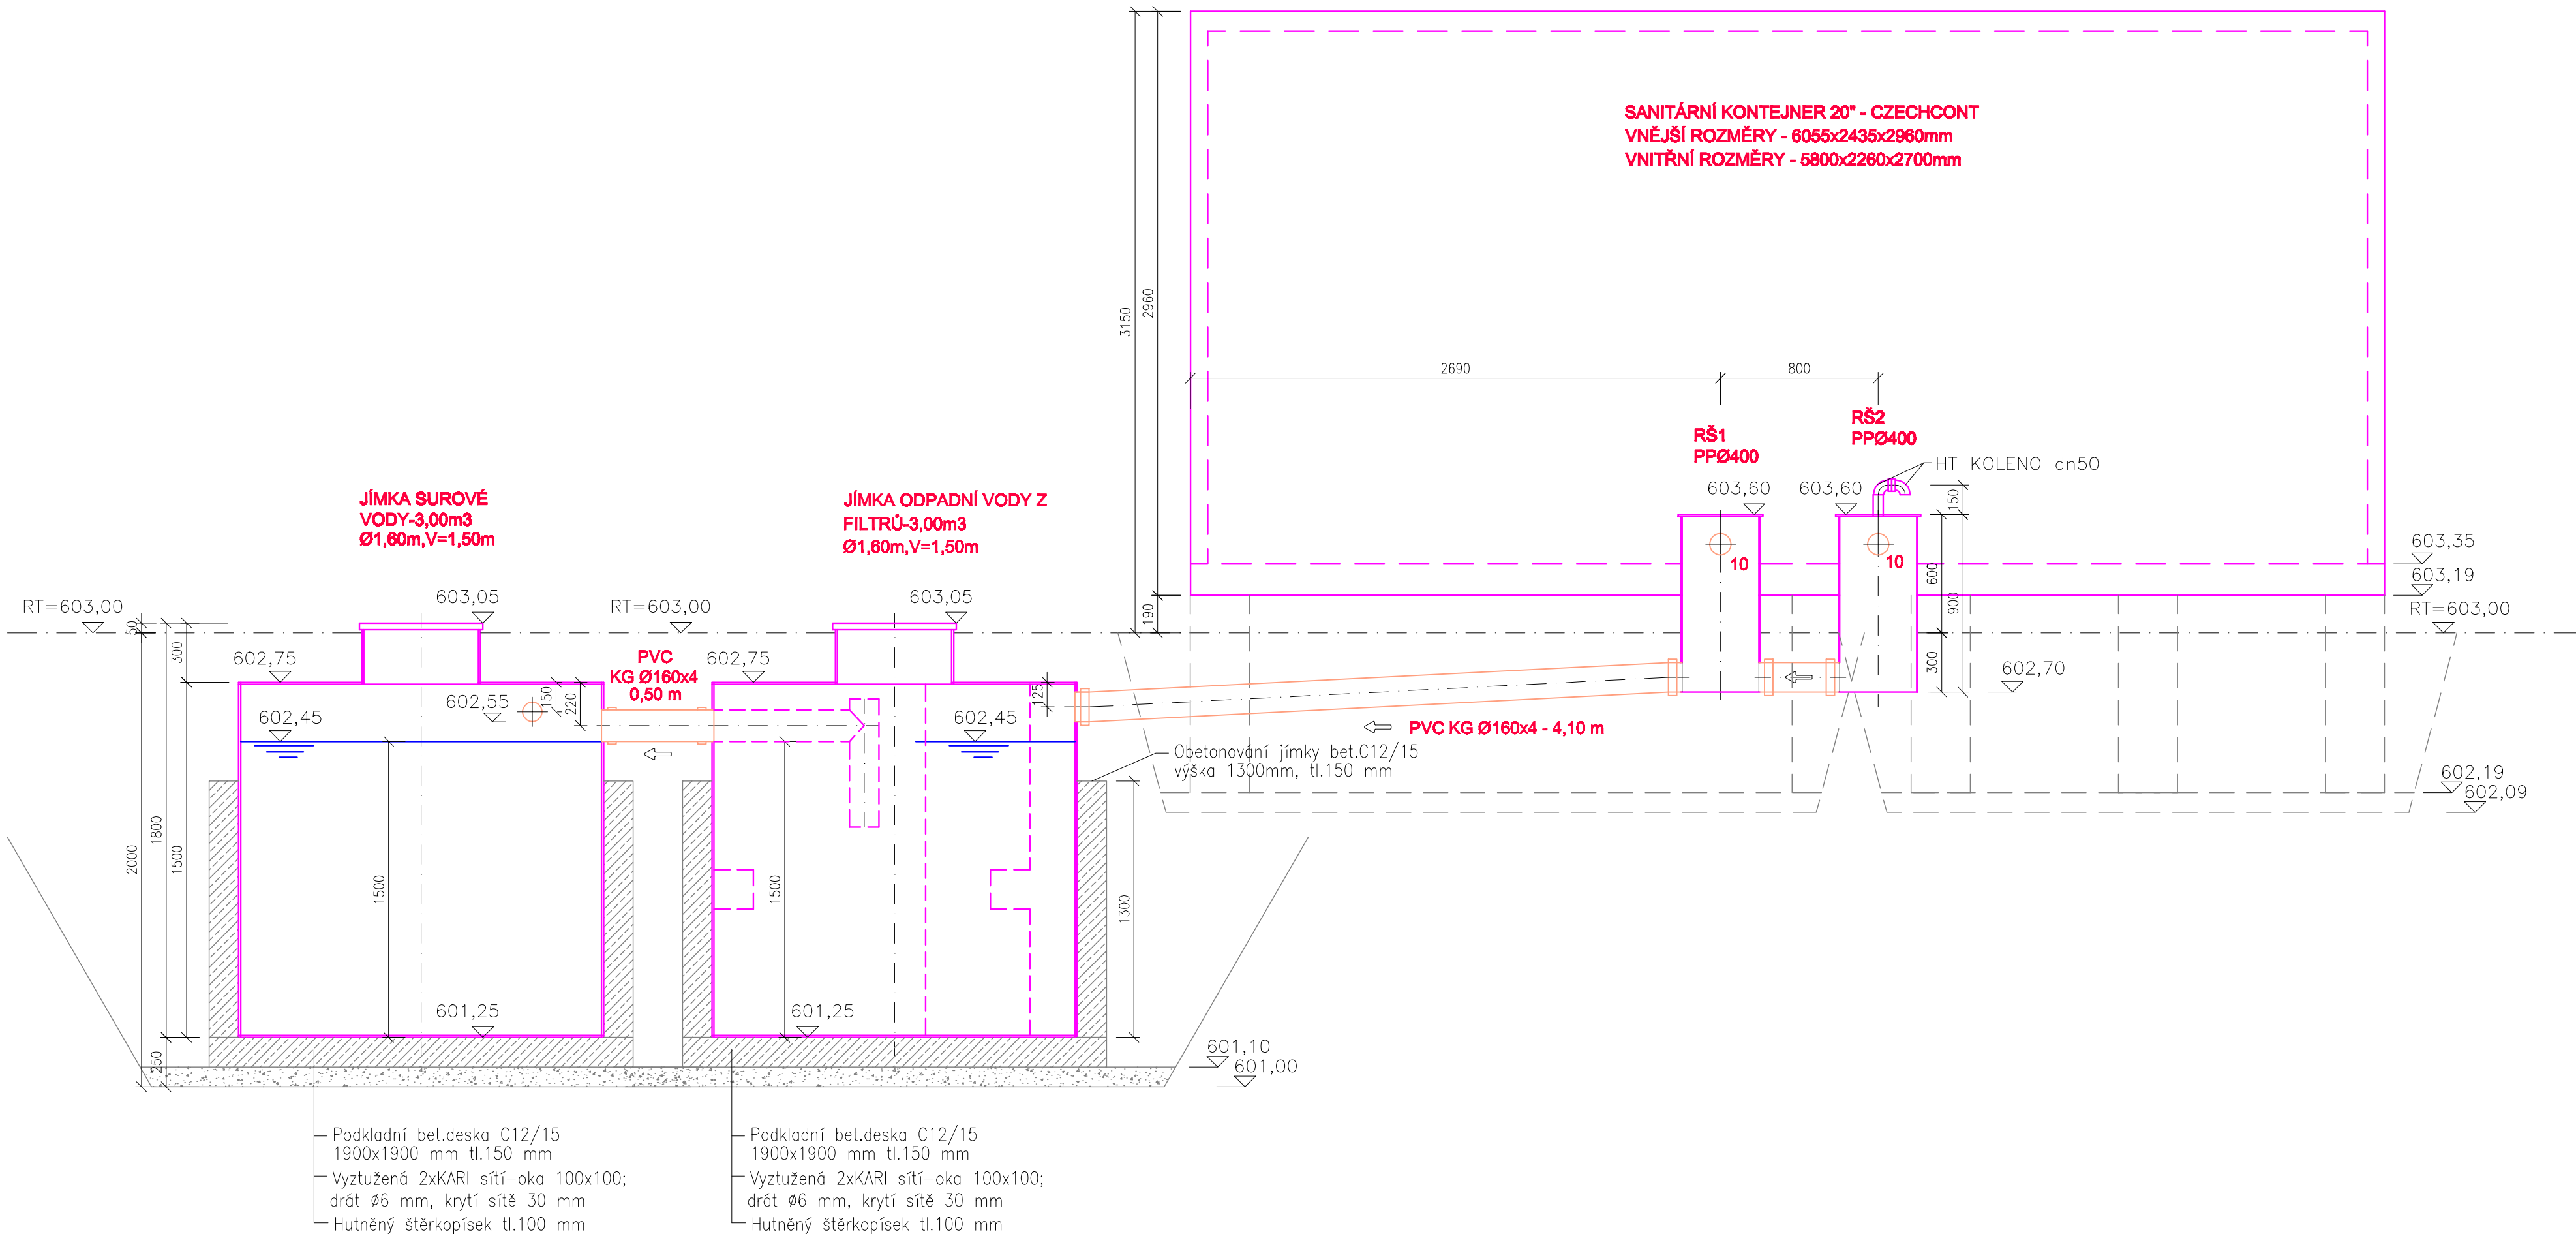 SANITÁRNÍ KONTEJNER 20" - CZECHCONT
VNĚJŠÍ ROZMĚRY - 6055x2435x2960mm
VNITŘNÍ ROZMĚRY - 5800x2260x2700mm
3150
2960
2690
800
RŠ1
PPØ400
RŠ2
PPØ400
HT KOLENO dn50
603,60
603,60
150
10
10
600
900
300
190
603,35
603,19
RT=603,00
602,70
602,19
602,09
JÍMKA SUROVÉ
VODY-3,00m3
Ø1,60m,V=1,50m
JÍMKA ODPADNÍ VODY Z
FILTRŮ-3,00m3
Ø1,60m,V=1,50m
RT=603,00
603,05
RT=603,00
603,05
50
300
602,75
PVC
KG Ø160x4
0,50 m
602,75
602,55
150
220
125
602,45
602,45
PVC KG Ø160x4 - 4,10 m
Obetonování jímky bet.C12/15
výška 1300mm, tl.150 mm
2000
1800
1500
1500
1500
1300
601,25
601,25
250
601,10
601,00
Podkladní bet.deska C12/15
1900x1900 mm tl.150 mm
Vyztužená 2xKARI sítí-oka 100x100;
drát ø6 mm, krytí sítě 30 mm
Hutněný štěrkopísek tl.100 mm
Podkladní bet.deska C12/15
1900x1900 mm tl.150 mm
Vyztužená 2xKARI sítí-oka 100x100;
drát ø6 mm, krytí sítě 30 mm
Hutněný štěrkopísek tl.100 mm